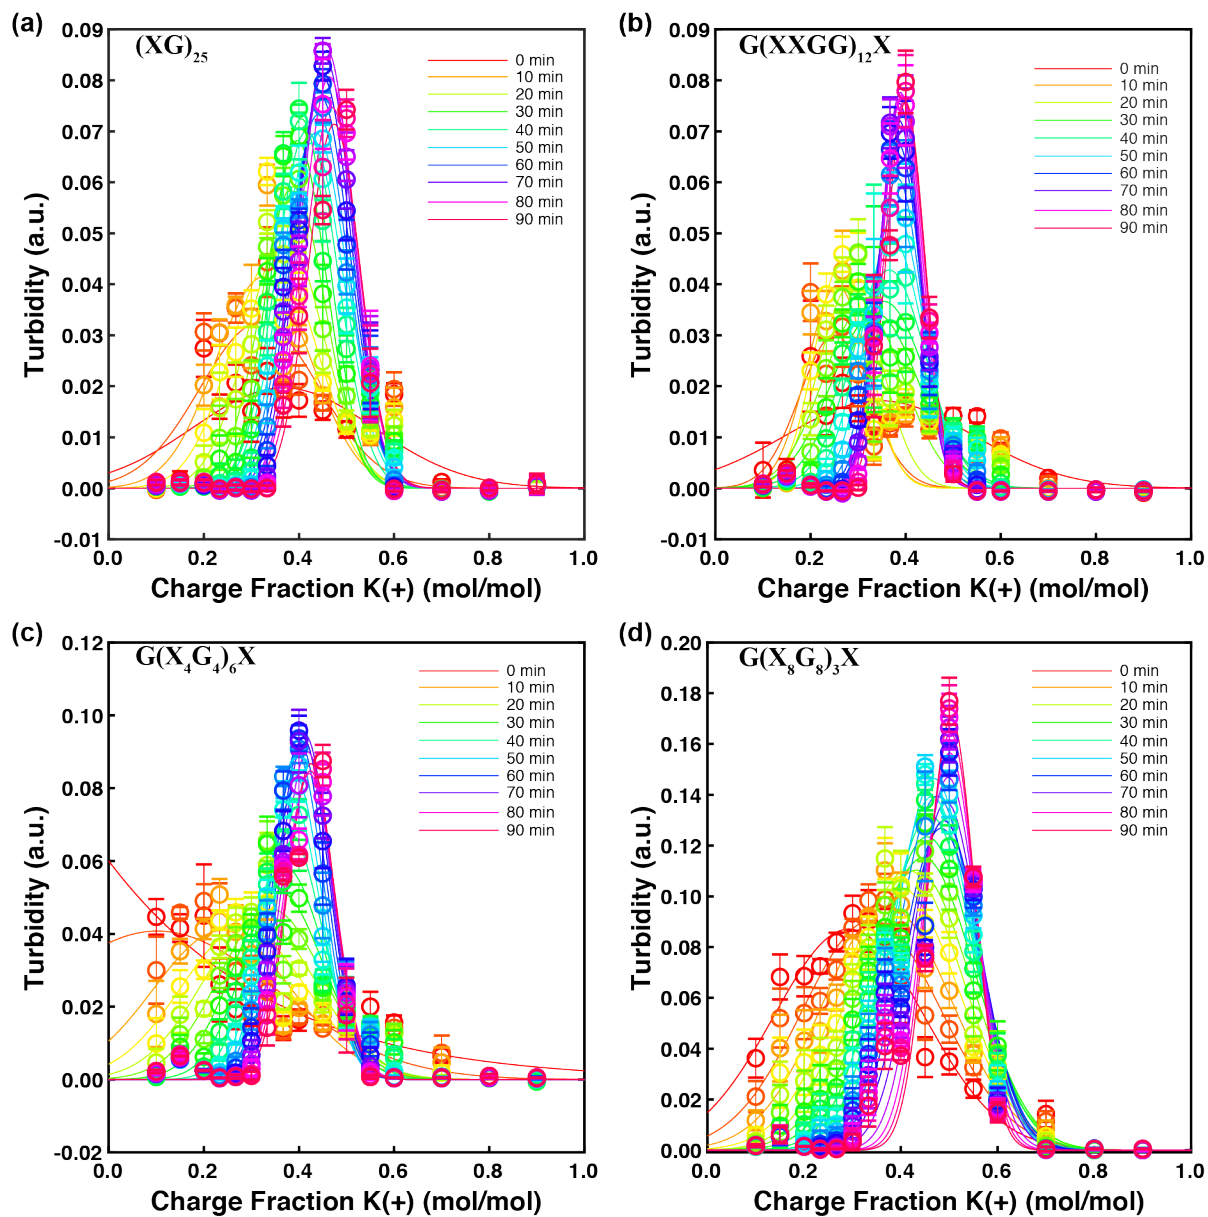 (a)
(XG)25
0 min
10 min
20 min
30 min
40 min
50 min
60 min
70 min
80 min
90 min
0.09
0.08
0.07
0.06
0.05
0.04
0.03
0.02
0.01
0.00
-0.01
Turbidity (a.u.)
0.0 0.2 0.4 0.6 0.8 1.0
Charge Fraction K(+) (mol/mol)
(b)
G(XXGG)12X
0 min
10 min
20 min
30 min
40 min
50 min
60 min
70 min
80 min
90 min
0.09
0.08
0.07
0.06
0.05
0.04
0.03
0.02
0.01
0.00
-0.01
Turbidity (a.u.)
0.0 0.2 0.4 0.6 0.8 1.0
Charge Fraction K(+) (mol/mol)
(c)
G(X4G4)6X
0 min
10 min
20 min
30 min
40 min
50 min
60 min
70 min
80 min
90 min
0.12
0.10
0.08
0.06
0.04
0.02
0.00
-0.02
Turbidity (a.u.)
0.0 0.2 0.4 0.6 0.8 1.0
Charge Fraction K(+) (mol/mol)
(d)
G(X8G8)3X
0 min
10 min
20 min
30 min
40 min
50 min
60 min
70 min
80 min
90 min
0.20
0.18
0.16
0.14
0.12
0.10
0.08
0.06
0.04
0.02
0.00
Turbidity (a.u.)
0.0 0.2 0.4 0.6 0.8 1.0
Charge Fraction K(+) (mol/mol)